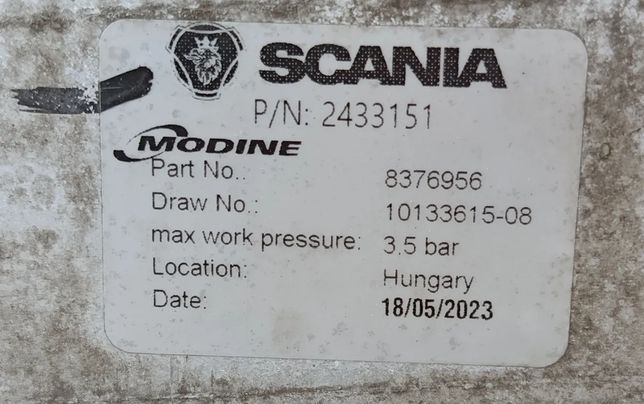 SCANIA
P/N: 2433151
MODINE
Part No.: 8376956
Draw No.: 10133615-08
max work pressure: 3.5 bar
Location: Hungary
Date: 18/05/2023